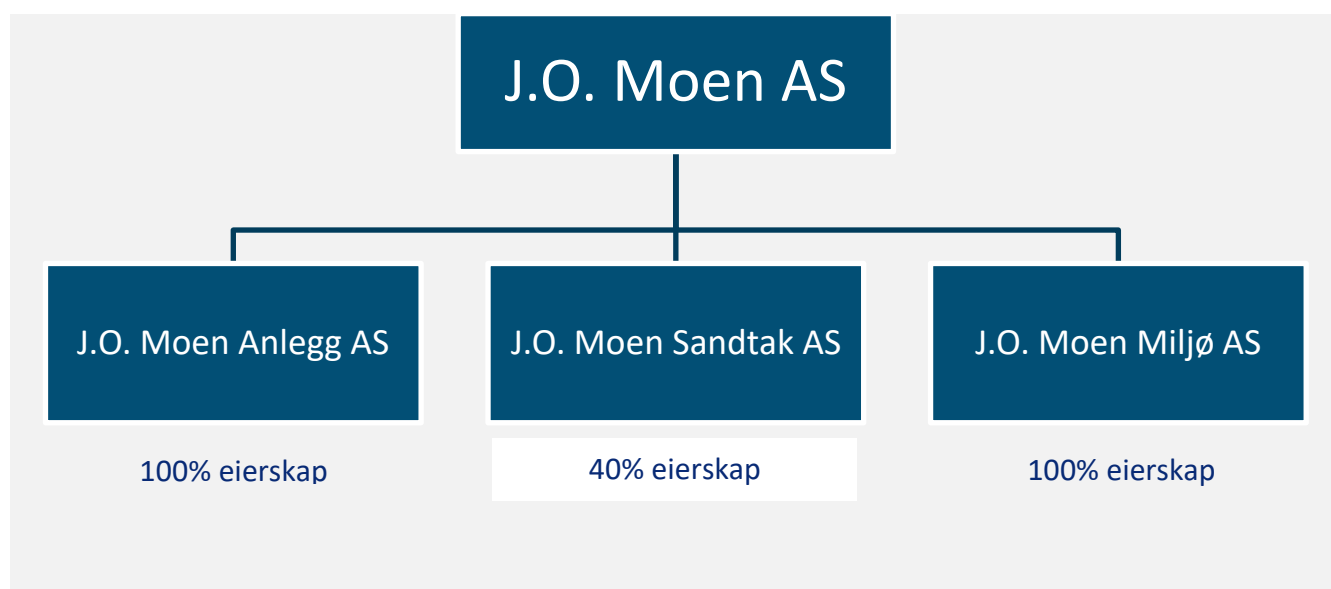 J.O. Moen AS
J.O. Moen Anlegg AS
J.O. Moen Sandtak AS
J.O. Moen Miljø AS
100% eierskap
40% eierskap
100% eierskap